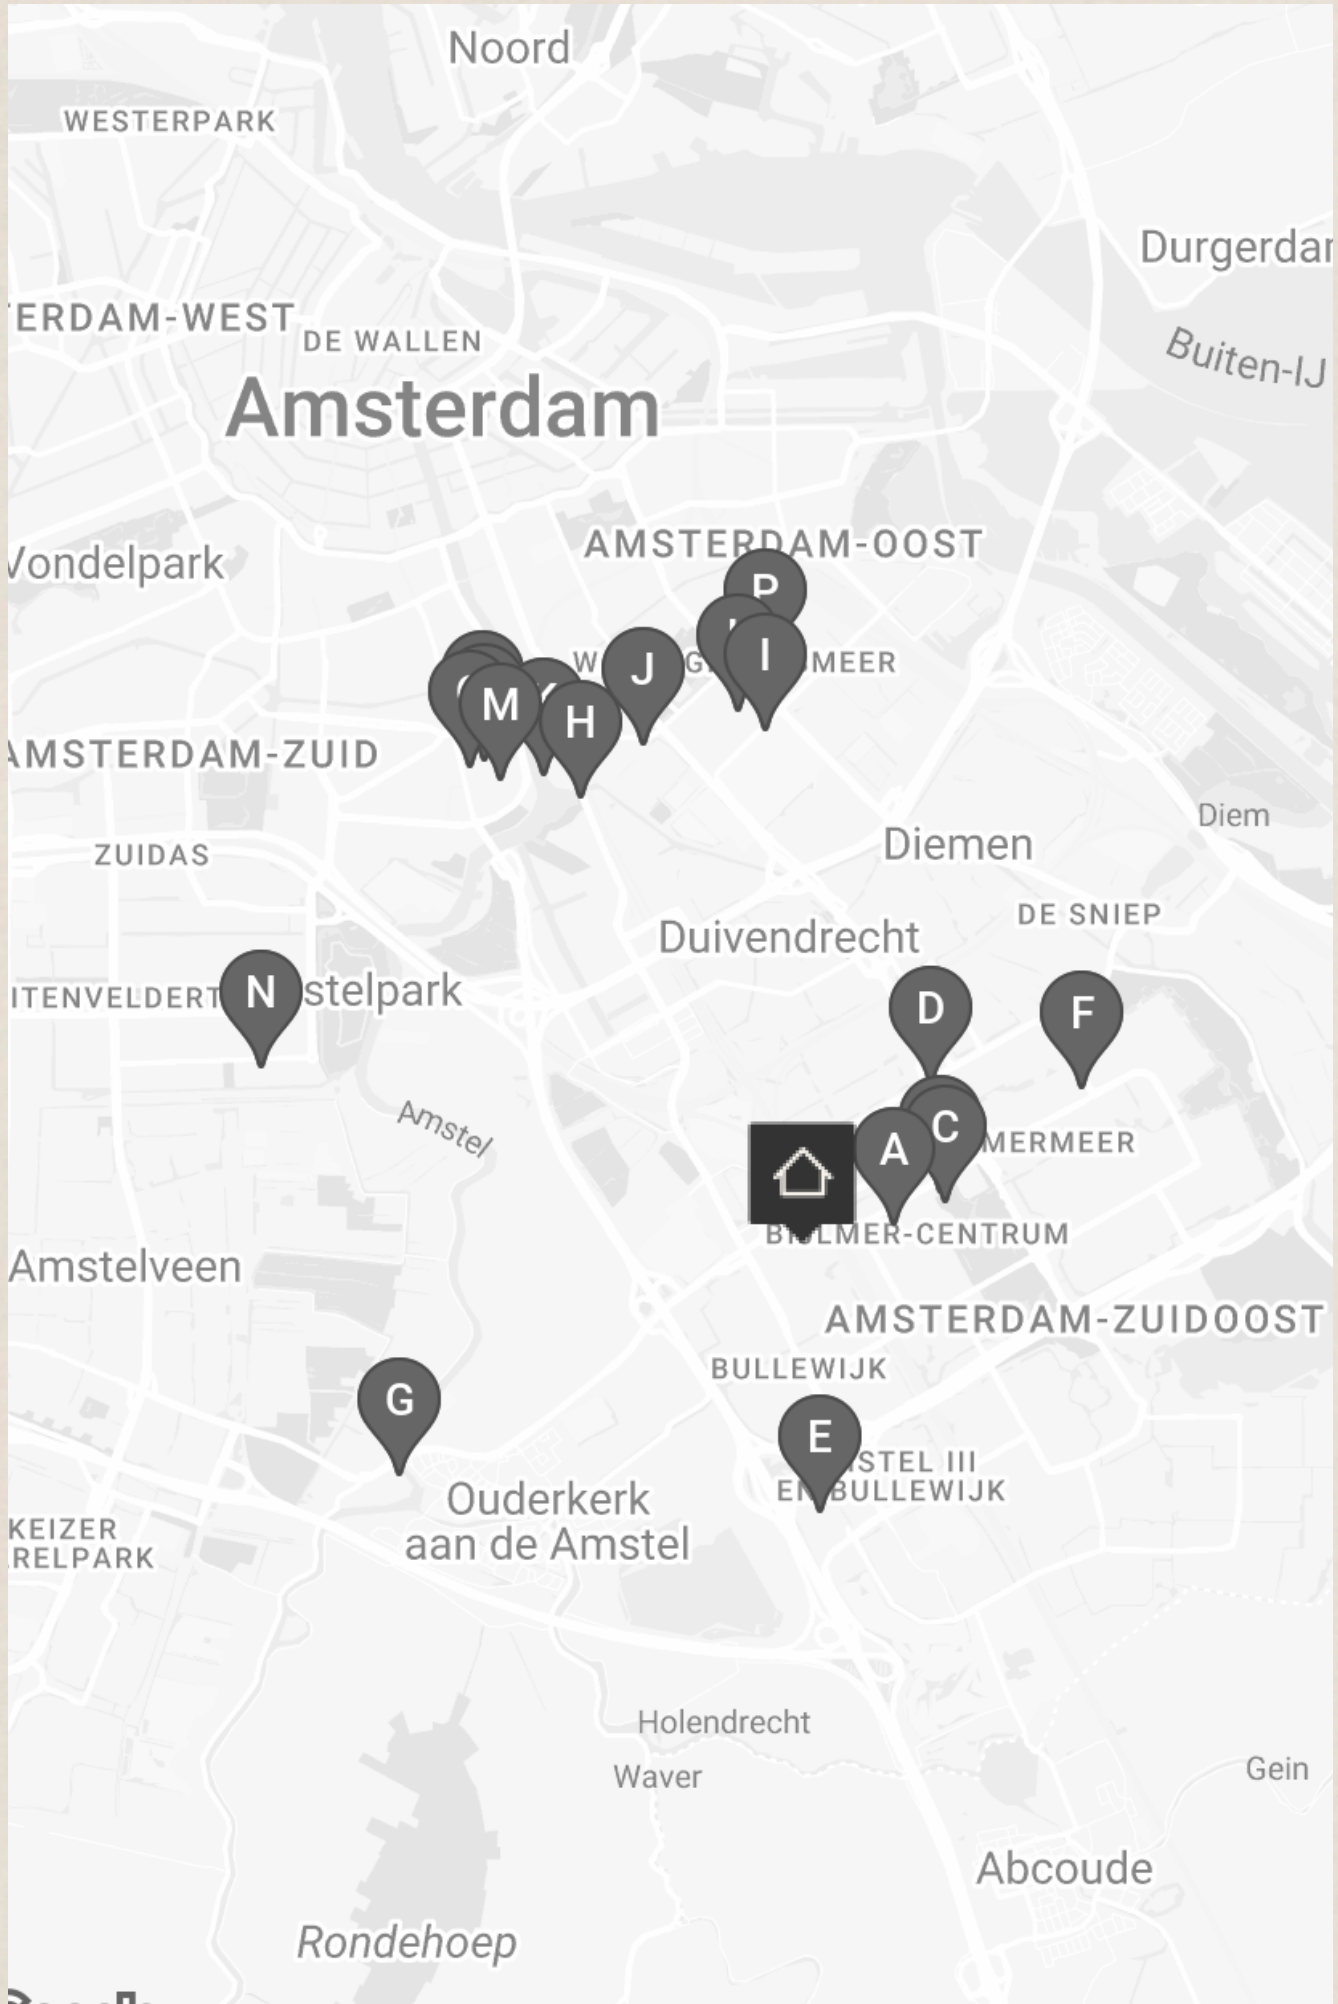 Noord
WESTERPARK
Durgerdar
TERDAM-WEST
DE WALLEN
Buiten-IJ
Amsterdam
AMSTERDAM-OOST
Vondelpark
P
I
J
MEER
M
H
AMSTERDAM-ZUID
Diem
Diemen
ZUIDAS
DE SNIEP
Duivendrecht
N
ITENVELDERT
stelpark
D
F
Amstel
C
A
MERMEER
BIJLMER-CENTRUM
Amstelveen
AMSTERDAM-ZUIDOOST
BULLEWIJK
G
E
STEL III
EN BULLEWIJK
Ouderkerk
aan de Amstel
KEIZER
RELPARK
Holendrecht
Waver
Gein
Abcoude
Rondehoep